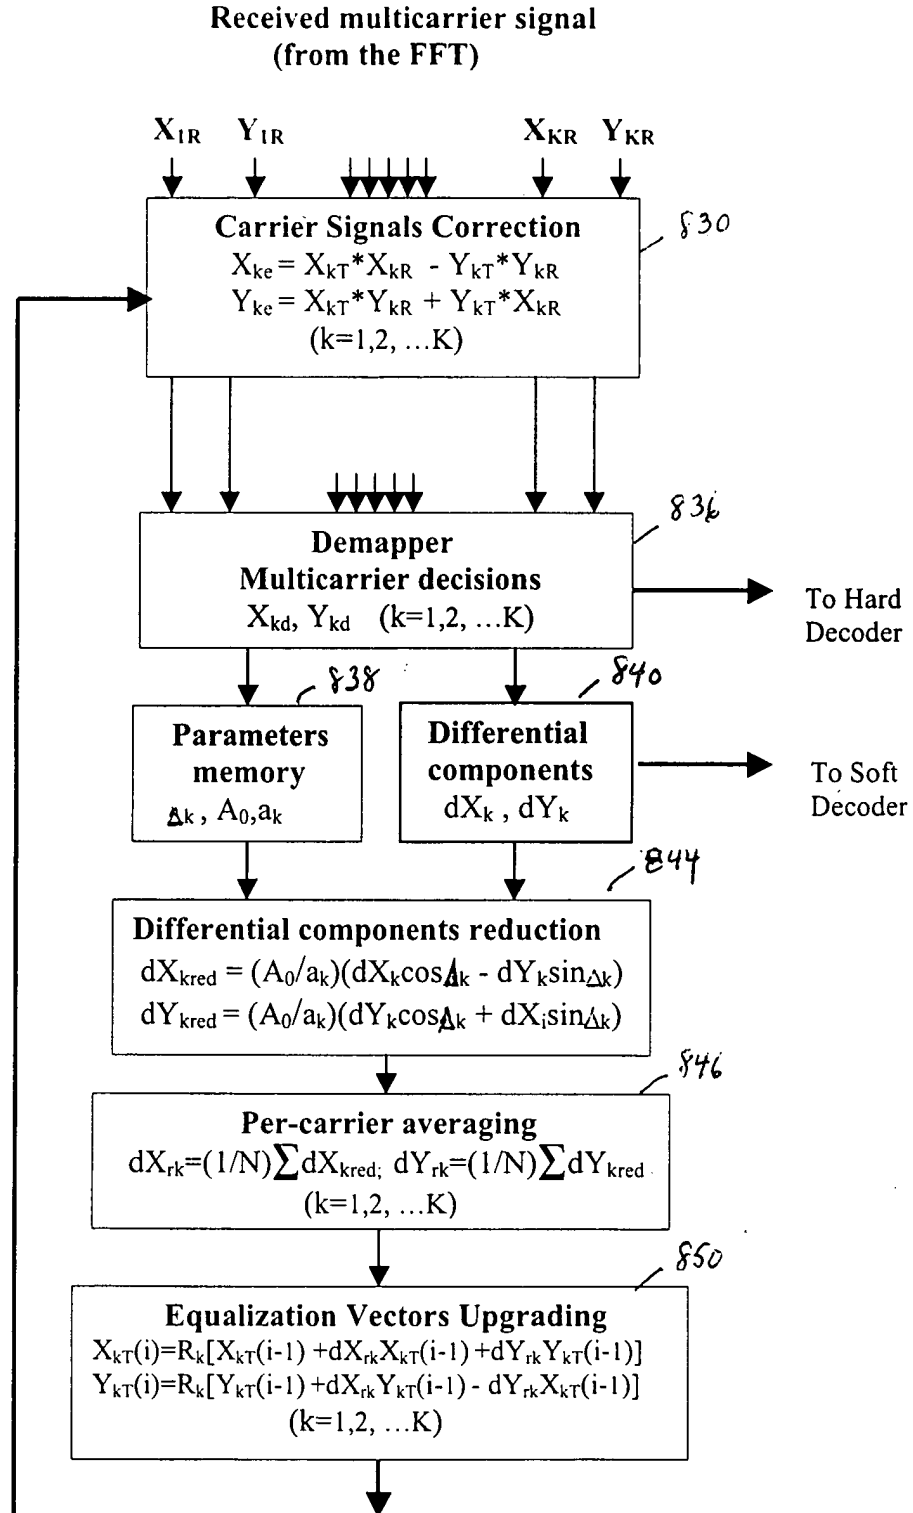 Received multicarrier signal
(from the FFT)
X1R Y1R XKR YKR
Carrier Signals Correction
830
Xke = XkT*XkR - YkT*YkR
Yke = XkT*YkR + YkT*XkR
(k=1,2, ...K)
836
Demapper
Multicarrier decisions
Xkd, Ykd (k=1,2, ...K)
To Hard
Decoder
838
840
Parameters
memory
Δk , A0,ak
Differential
components
dXk , dYk
To Soft
Decoder
844
Differential components reduction
dXkred = (A0/ak)(dXkcosΔk - dYksinΔk)
dYkred = (A0/ak)(dYkcosΔk + dXisinΔk)
846
Per-carrier averaging
dXrk=(1/N)∑dXkred; dYrk=(1/N)∑dYkred
(k=1,2, ...K)
850
Equalization Vectors Upgrading
XkT(i)=Rk[XkT(i-1) +dXrkXkT(i-1) +dYrkYkT(i-1)]
YkT(i)=Rk[YkT(i-1) +dXrkYkT(i-1) - dYrkXkT(i-1)]
(k=1,2, ...K)